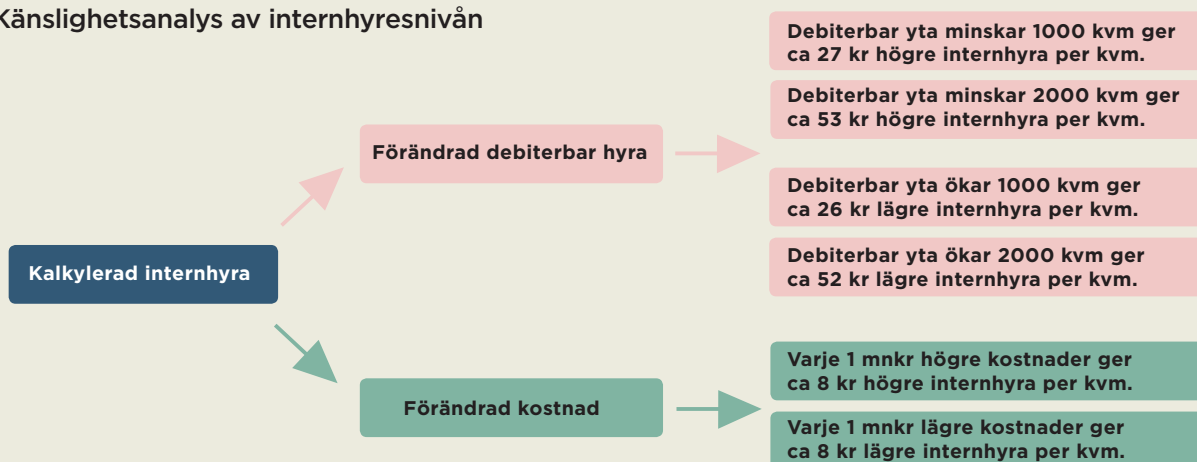 Känslighetsanalys av internhyresnivån
Debiterbar yta minskar 1000 kvm ger
ca 27 kr högre internhyra per kvm.
Debiterbar yta minskar 2000 kvm ger
ca 53 kr högre internhyra per kvm.
Förändrad debiterbar hyra
Debiterbar yta ökar 1000 kvm ger
ca 26 kr lägre internhyra per kvm.
Debiterbar yta ökar 2000 kvm ger
ca 52 kr lägre internhyra per kvm.
Kalkylerad internhyra
Förändrad kostnad
Varje 1 mnkr högre kostnader ger
ca 8 kr högre internhyra per kvm.
Varje 1 mnkr lägre kostnader ger
ca 8 kr lägre internhyra per kvm.